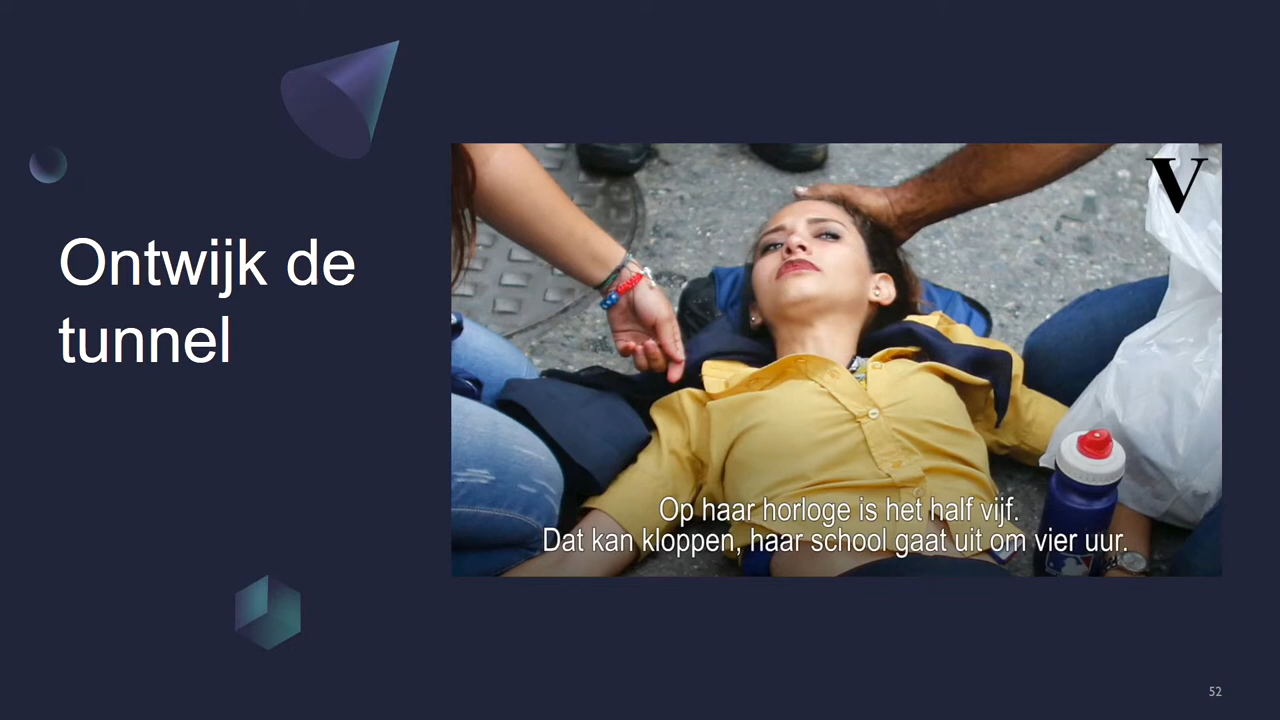 Ontwijk de
tunnel
V
Op haar horloge is het half vijf.
Dat kan kloppen, haar school gaat uit om vier uur.
52